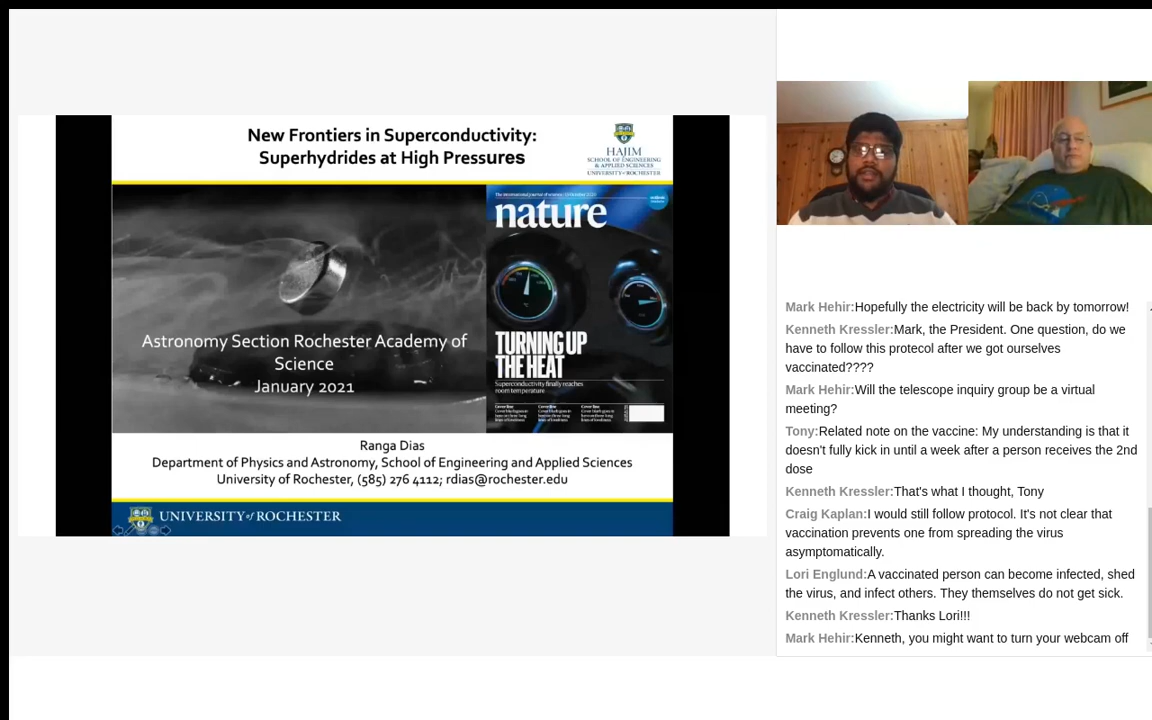 New Frontiers in Superconductivity:
Superhydrides at High Pressures
HAJIM
SCHOOL OF ENGINEERING
& APPLIED SCIENCES
UNIVERSITY of ROCHESTER
nature
Astronomy Section Rochester Academy of
Science
January 2021
TURNING UP
THE HEAT
Superconductivity finally reaches
room temperature
Ranga Dias
Department of Physics and Astronomy, School of Engineering and Applied Sciences
University of Rochester, (585) 276 4112; rdias@rochester.edu
UNIVERSITY of ROCHESTER
Mark Hehir:Hopefully the electricity will be back by tomorrow!
Kenneth Kressler:Mark, the President. One question, do we
have to follow this protecol after we got ourselves
vaccinated????
Mark Hehir:Will the telescope inquiry group be a virtual
meeting?
Tony:Related note on the vaccine: My understanding is that it
doesn't fully kick in until a week after a person receives the 2nd
dose
Kenneth Kressler:That's what I thought, Tony
Craig Kaplan:I would still follow protocol. It's not clear that
vaccination prevents one from spreading the virus
asymptomatically.
Lori Englund:A vaccinated person can become infected, shed
the virus, and infect others. They themselves do not get sick.
Kenneth Kressler:Thanks Lori!!!
Mark Hehir:Kenneth, you might want to turn your webcam off